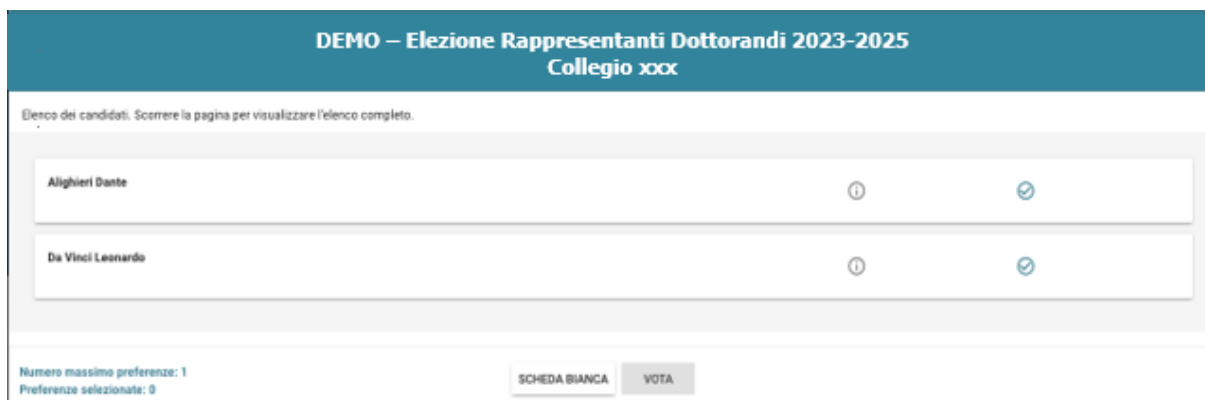 DEMO – Elezione Rappresentanti Dottorandi 2023-2025
Collegio xxx
Elenco dei candidati. Scorrere la pagina per visualizzare l'elenco completo.
Alighieri Dante
Da Vinci Leonardo
Numero massimo preferenze: 1
Preferenze selezionate: 0
SCHEDA BIANCA VOTA